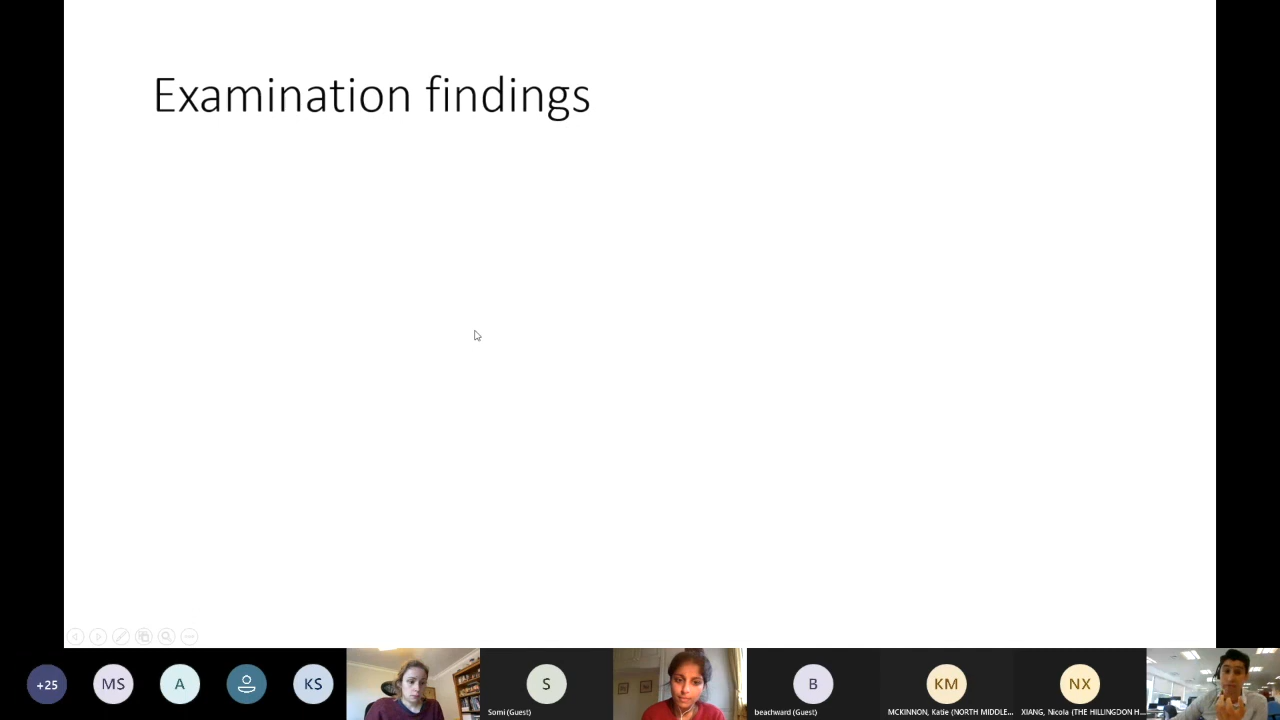 Examination findings
+25
MS
A
KS
S
Somi (Guest)
B
beachward (Guest)
KM
MCKINNON, Katie (NORTH MIDDLE...
NX
XIANG, Nicola (THE HILLINGDON H...